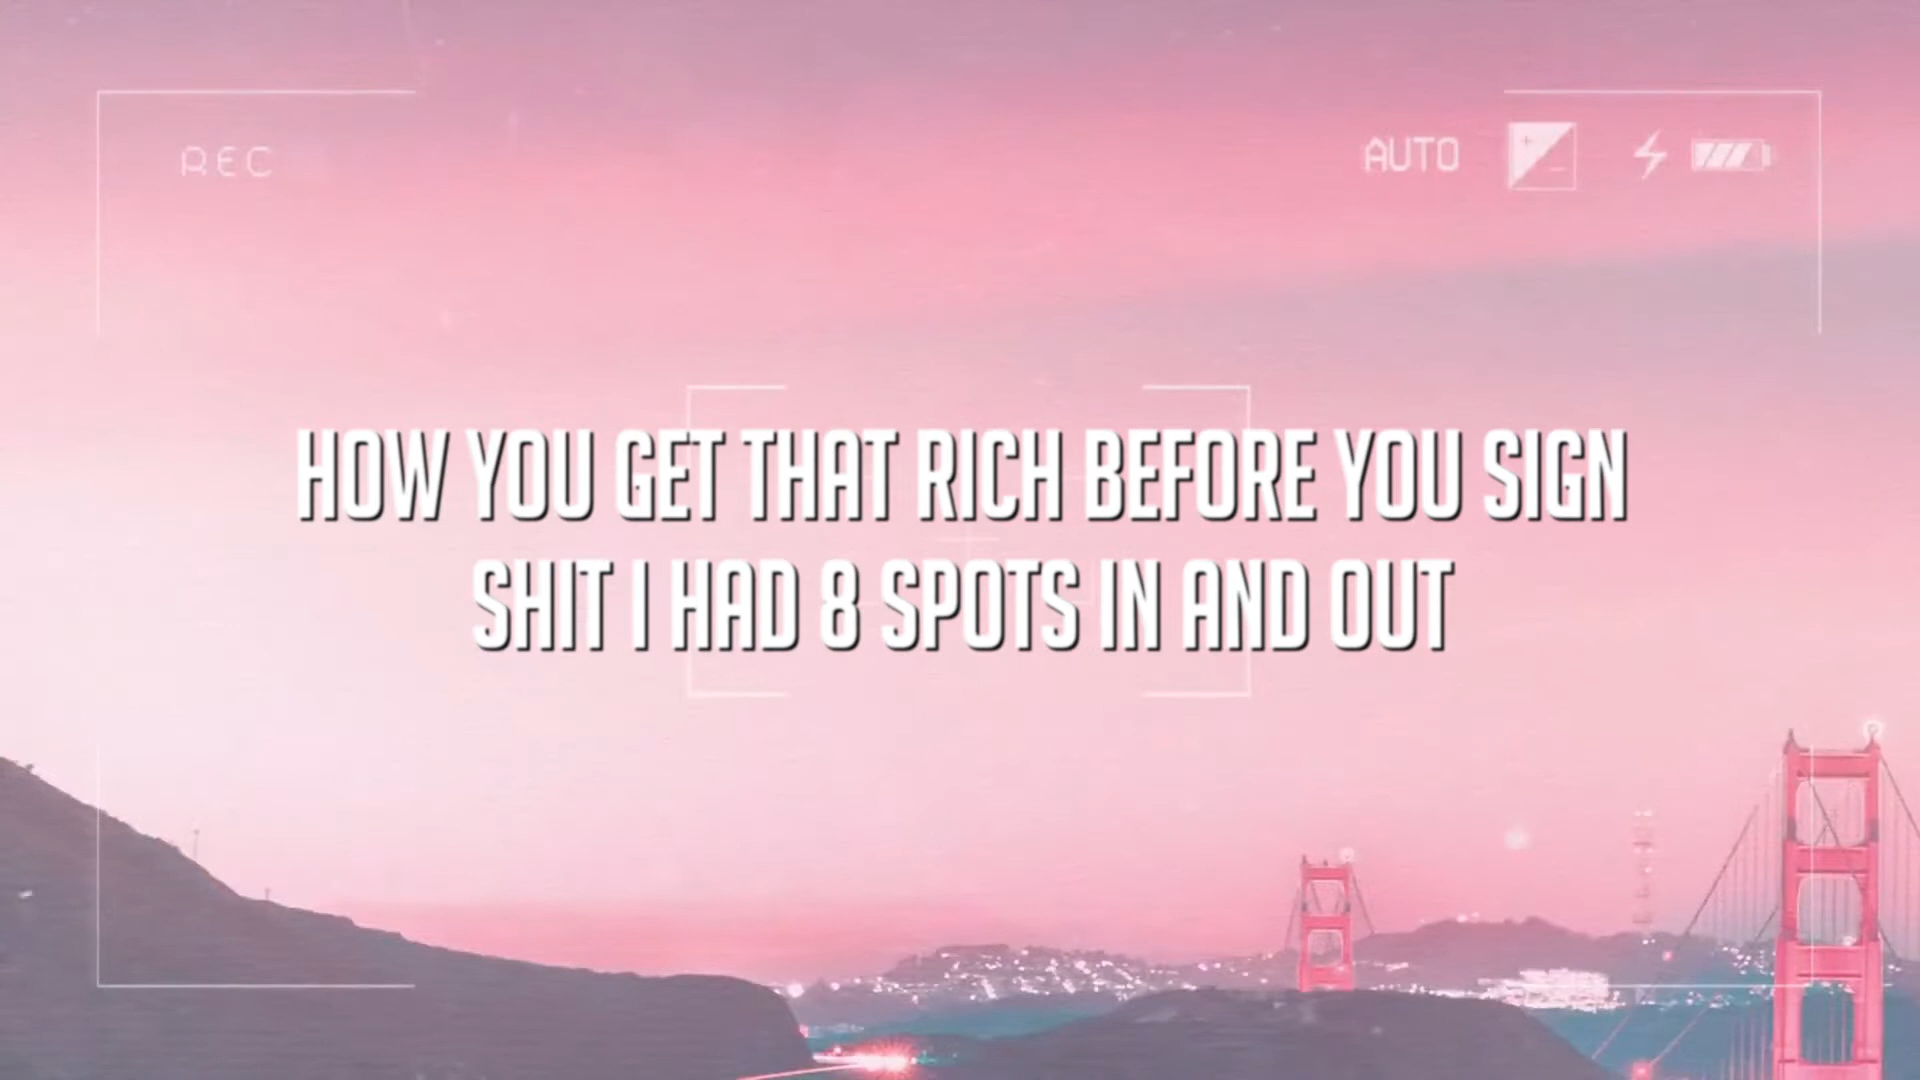 REC
AUTO
HOW YOU GET THAT RICH BEFORE YOU SIGN
SHIT I HAD 8 SPOTS IN AND OUT